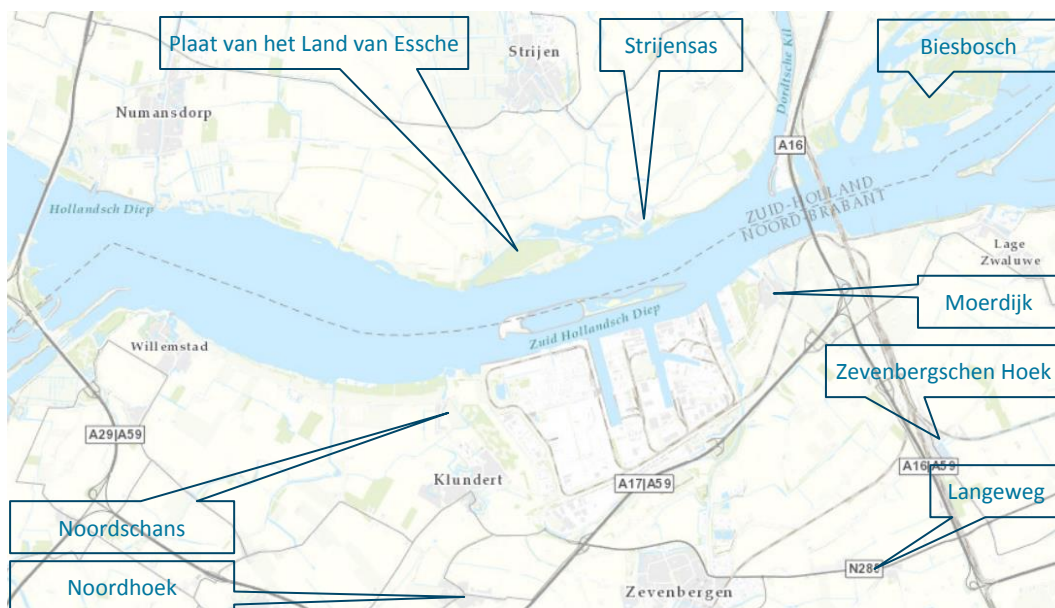 Plaat van het Land van Essche
Strijen
Strijensas
Dordtsche Kil
Biesbosch
Numansdorp
A16
Hollandsch Diep
ZUID-HOLLAND
NOORD-BRABANT
Lage
Zwaluwe
Moerdijk
Zuid Hollandsch Diep
Willemstad
Zevenbergschen Hoek
A29|A59
A16|A59
Klundert
A17|A59
Langeweg
Noordschans
Noordhoek
Zevenbergen